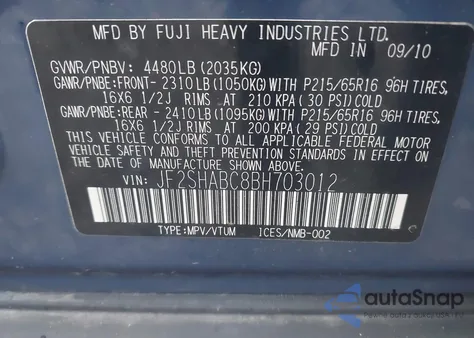 MFD BY FUJI HEAVY INDUSTRIES LTD.
MFD.IN 09/10
GVWR/PNBV: 4480LB (2035KG)
GAWR/PNBE:FRONT- 2310LB (1050KG)WITH P215/65R16 96H TIRES,
16X6 1/2J RIMS AT 210 KPA (30 PSI)COLD
GAWR/PNBE:REAR - 2410LB (1095KG)WITH P215/65R16 96H TIRES,
16X6 1/2J RIMS AT 200 KPA (29 PSI)COLD
THIS VEHICLE CONFORMS TO ALL APPLICABLE FEDERAL MOTOR
VEHICLE SAFETY STANDARDS IN EFFECT ON THE DATE OF
MANUFACTURE SHOWN ABOVE.
VIN: JF2SHABC8BH703012
TYPE:MPV/VTUM ICES/NMB-002
autoSnap
Pewne auto z ubezpieczalni z USA